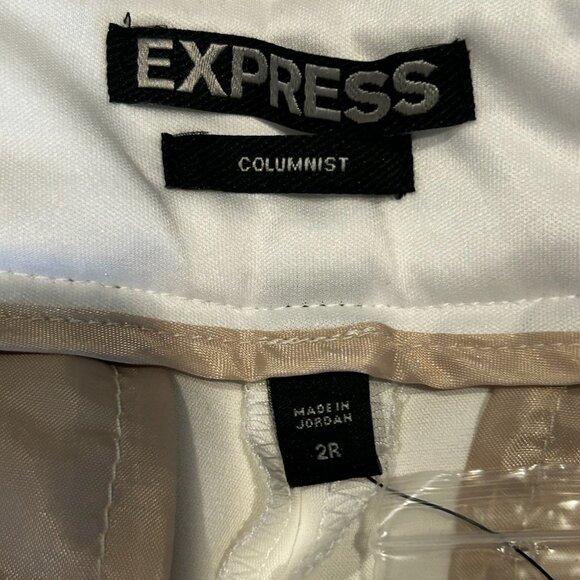 EXPRESS
COLUMNIST
MADE IN
JORDAN
2R